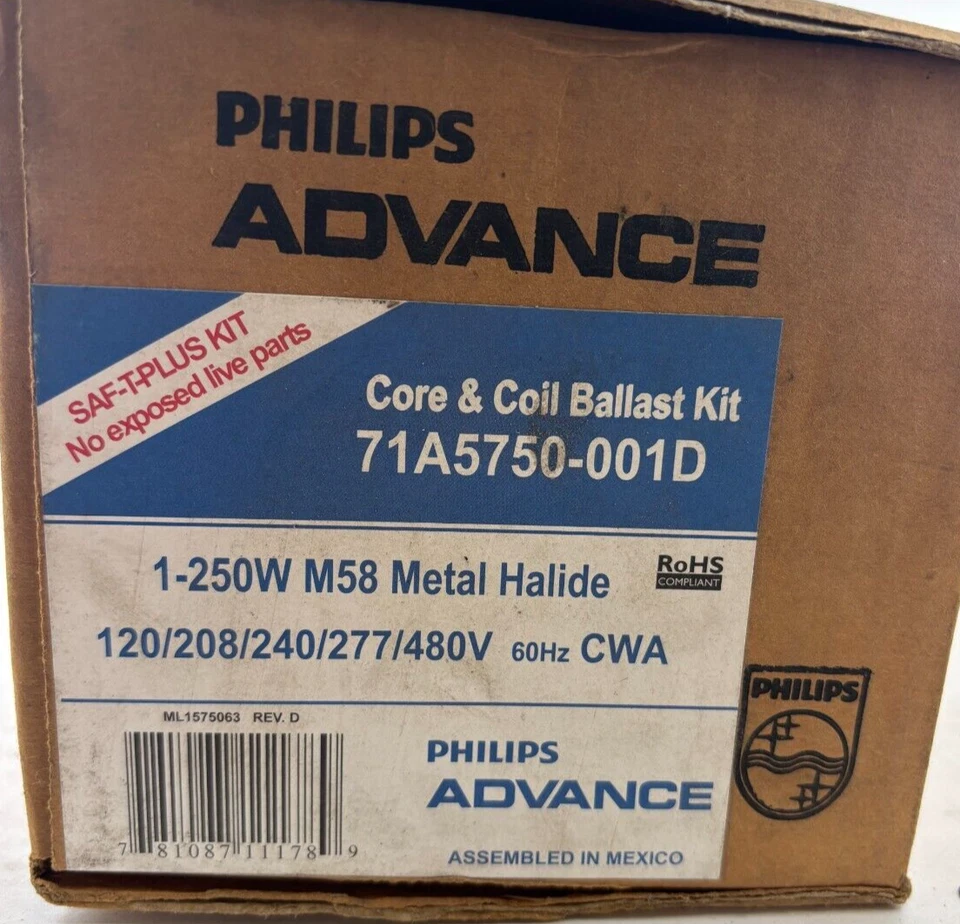 PHILIPS
ADVANCE
SAF-T-PLUS KIT
No exposed live parts
Core & Coil Ballast Kit
71A5750-001D
1-250W M58 Metal Halide
RoHS
COMPLIANT
120/208/240/277/480V 60Hz CWA
ML1575063 REV. D
7 81087 11178 9
PHILIPS
ADVANCE
ASSEMBLED IN MEXICO
PHILIPS